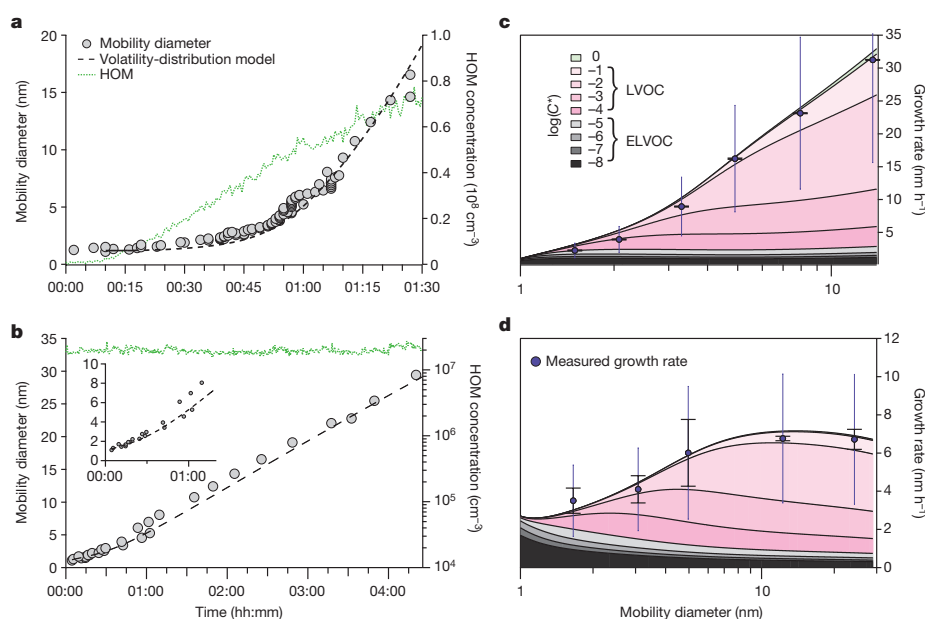 a
20
15
10
5
0
Mobility diameter (nm)
Mobility diameter
Volatility-distribution model
HOM
1.0
0.8
0.6
0.4
0.2
0.0
HOM concentration (10⁸ cm⁻³)
00:00 00:15 00:30 00:45 01:00 01:15 01:30
b
35
30
25
20
15
10
5
0
Mobility diameter (nm)
10
8
6
4
2
0
00:00 01:00
10⁷
10⁶
10⁵
10⁴
HOM concentration (cm⁻³)
00:00 01:00 02:00 03:00 04:00
Time (hh:mm)
c
log(C*)
0
–1
–2
–3
–4
–5
–6
–7
–8
LVOC
ELVOC
35
30
25
20
15
10
5
Growth rate (nm h⁻¹)
1 10
d
Measured growth rate
12
10
8
6
4
2
0
Growth rate (nm h⁻¹)
1 10
Mobility diameter (nm)